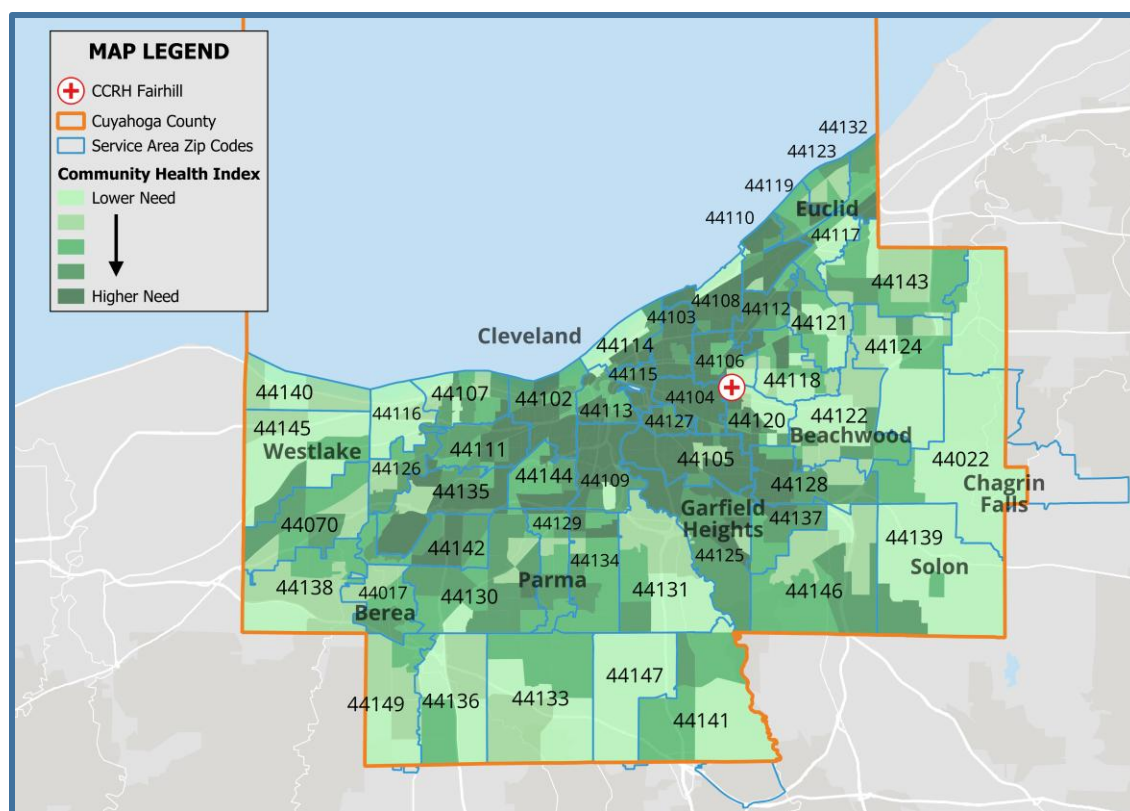 MAP LEGEND
CCRH Fairhill
Cuyahoga County
Service Area Zip Codes
Community Health Index
Lower Need
Higher Need
44132
44123
44119
44110
Euclid
44117
44143
44108
44112
44103
44121
Cleveland
44114
44124
44106
44115
44118
44140
44107
44102
44104
44116
44113
44127
44120
44122
44145
Beachwood
Westlake
44111
44105
44022
44126
44144
44109
44128
Chagrin
Falls
44135
Garfield
Heights
44070
44129
44137
44139
44142
44125
44134
Solon
44138
44017
Parma
44131
44146
Berea
44130
44147
44149
44136
44133
44141